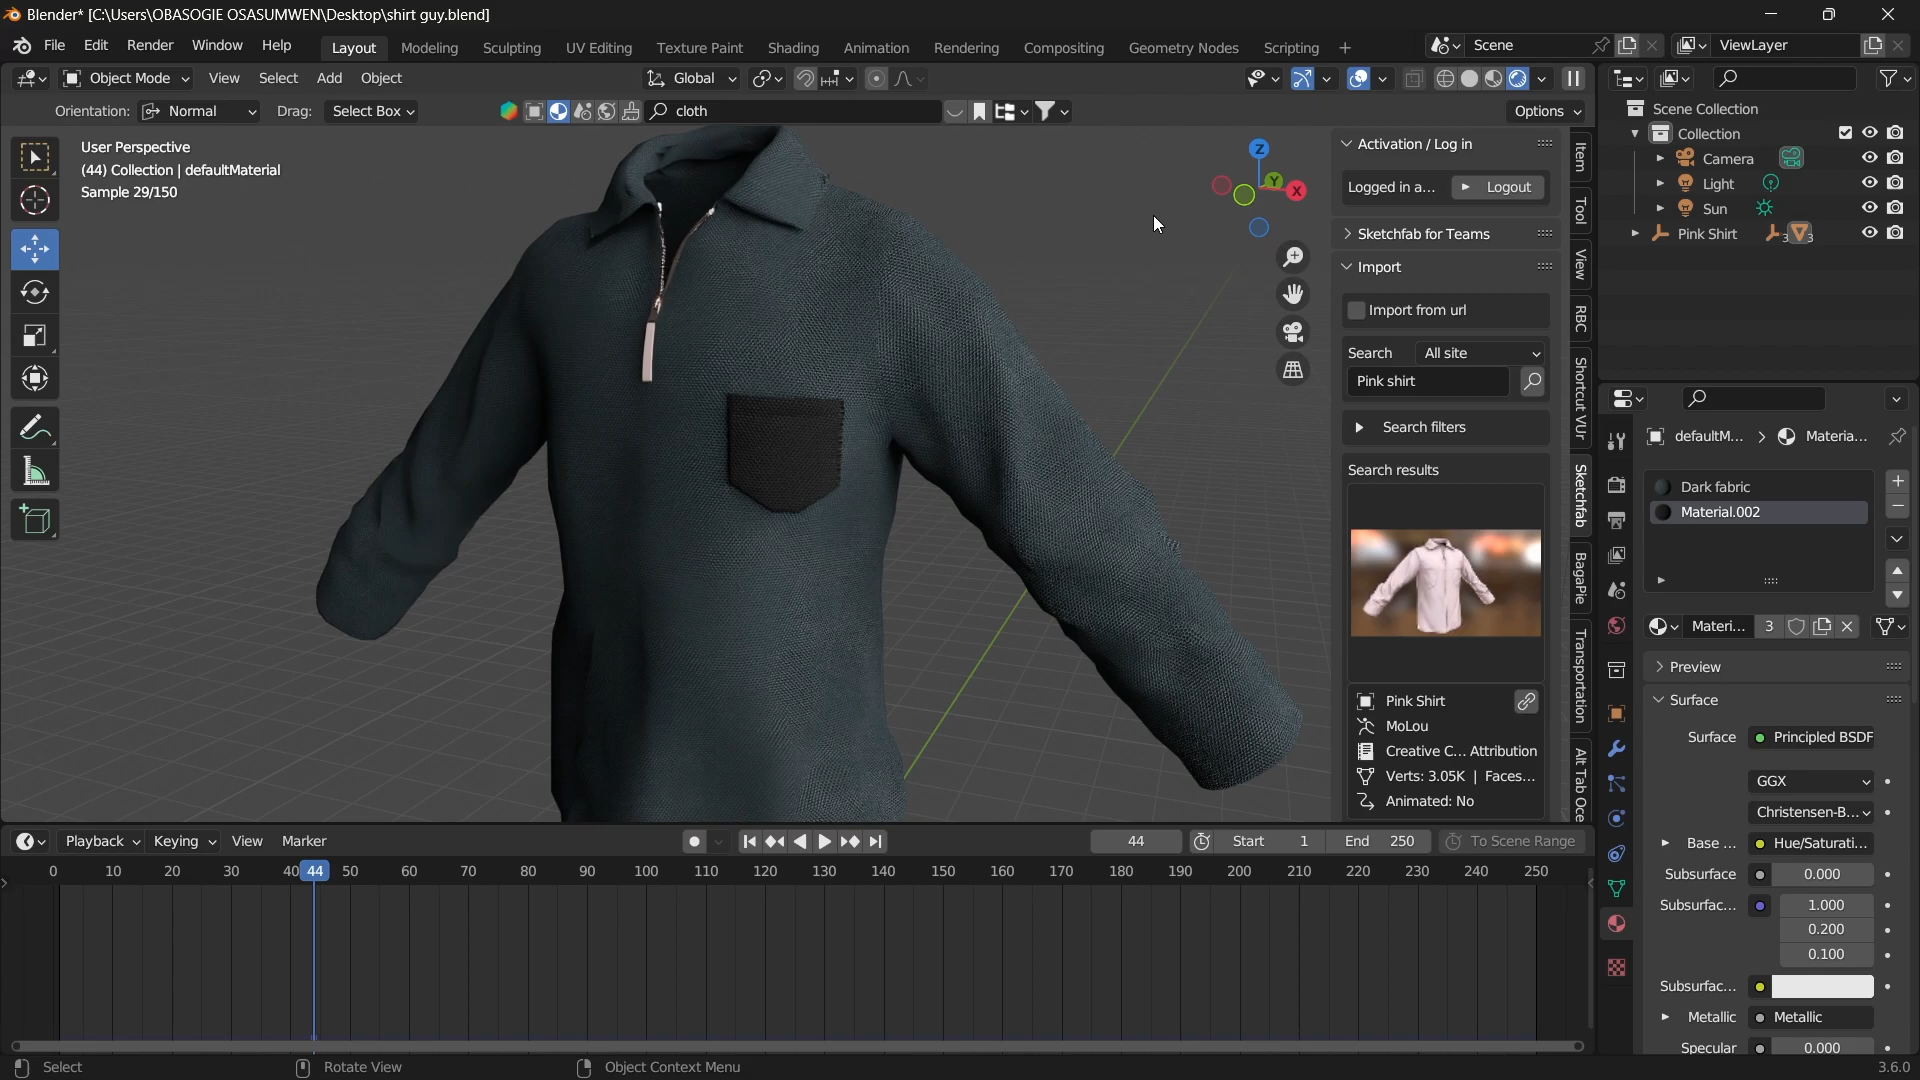 Blender* [C:\Users\OBASOGIE OSASUMWEN\Desktop\shirt guy.blend]
File Edit Render Window Help Layout Modeling Sculpting UV Editing Texture Paint Shading Animation Rendering Compositing Geometry Nodes Scripting + Scene ViewLayer
Object Mode View Select Add Object Global
Orientation: Normal Drag: Select Box cloth Options
User Perspective
(44) Collection | defaultMaterial
Sample 29/150
Z
Y
X
Activation / Log in
Logged in a... Logout
Sketchfab for Teams
Import
Import from url
Search All site
Pink shirt
Search filters
Search results
Pink Shirt
MoLou
Creative C... Attribution
Verts: 3.05K | Faces...
Animated: No
Item
Tool
View
RBC
Shortcut VUr
Sketchfab
BagaPie
Transportation
Alt Tab Oce
Scene Collection
Collection
Camera
Light
Sun
Pink Shirt 3 3
defaultM... Materia...
Dark fabric
Material.002
Materi... 3
Preview
Surface
Surface Principled BSDF
GGX
Christensen-B...
Base ... Hue/Saturati...
Subsurface 0.000
Subsurfac... 1.000
0.200
0.100
Subsurfac...
Metallic Metallic
Specular 0.000
Playback Keying View Marker 44 Start 1 End 250 To Scene Range
0 10 20 30 40 44 50 60 70 80 90 100 110 120 130 140 150 160 170 180 190 200 210 220 230 240 250
Select Rotate View Object Context Menu 3.6.0